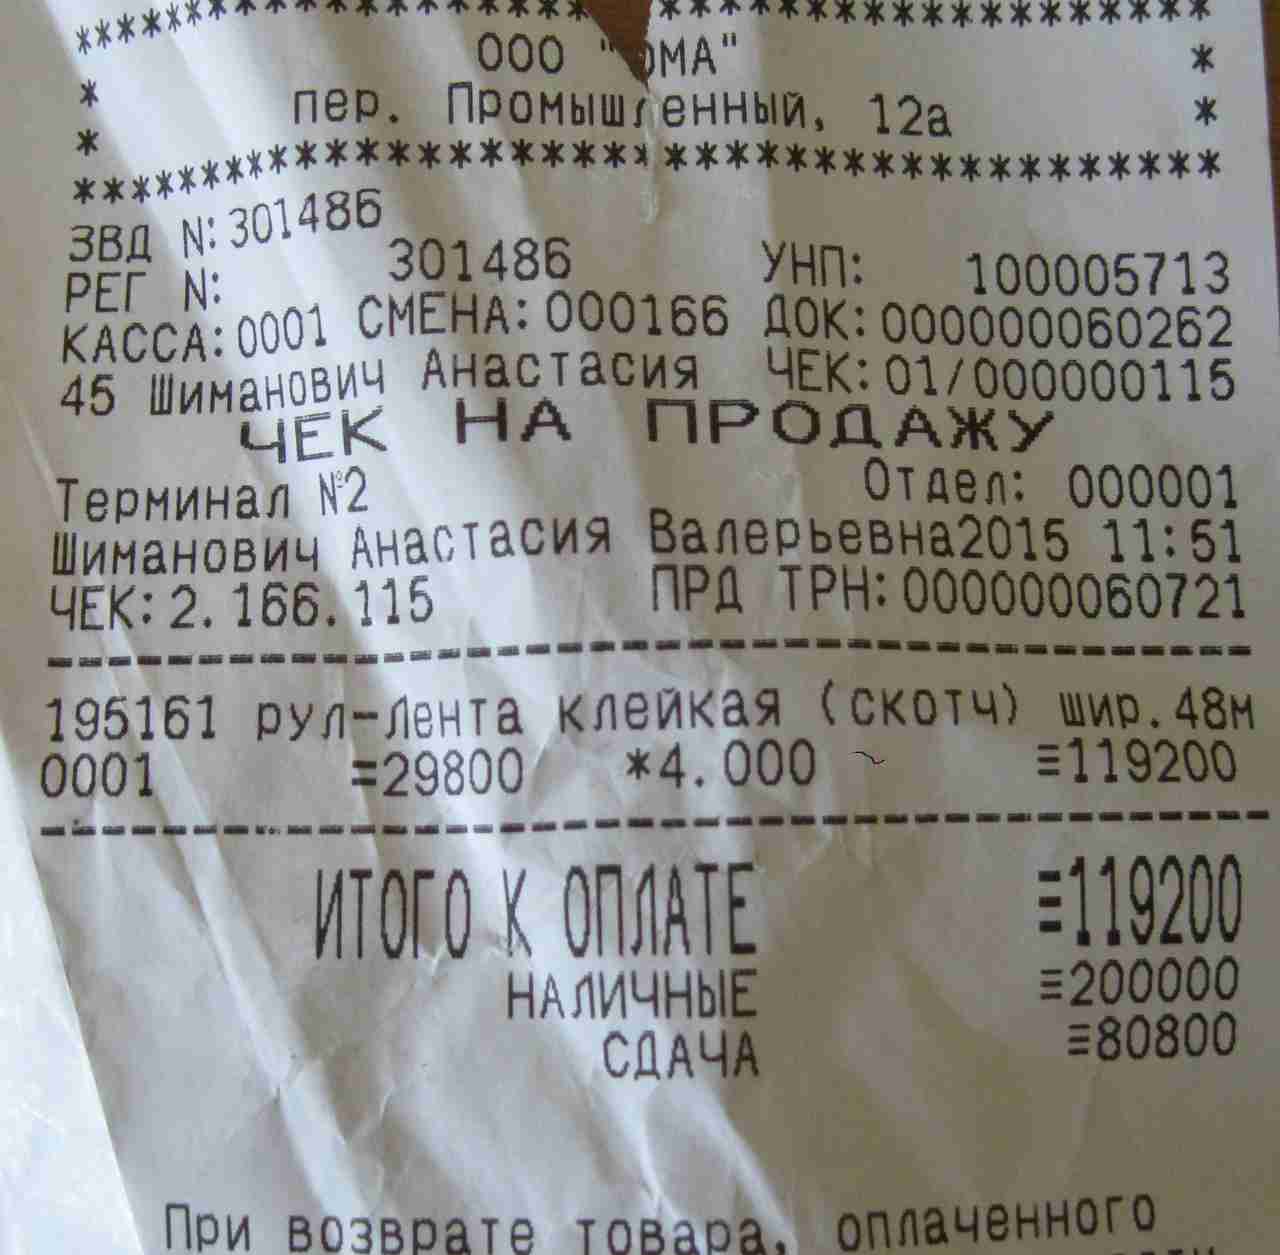 ****************************************
ООО "ОМА"
* пер. Промышленный, 12а *
* *
****************************************
ЗВД N: 301486
РЕГ N: 301486 УНП: 100005713
КАССА: 0001 СМЕНА: 000166 ДОК: 000000060262
45 Шиманович Анастасия ЧЕК: 01/000000115
ЧЕК НА ПРОДАЖУ
Терминал №2 Отдел: 000001
Шиманович Анастасия Валерьевна2015 11:51
ЧЕК: 2.166.115 ПРД ТРН: 000000060721
195161 рул-Лента клейкая (скотч) шир.48м
0001 =29800 *4.000 ≡119200
ИТОГО К ОПЛАТЕ ≡119200
НАЛИЧНЫЕ ≡200000
СДАЧА ≡80800
При возврате товара, оплаченного